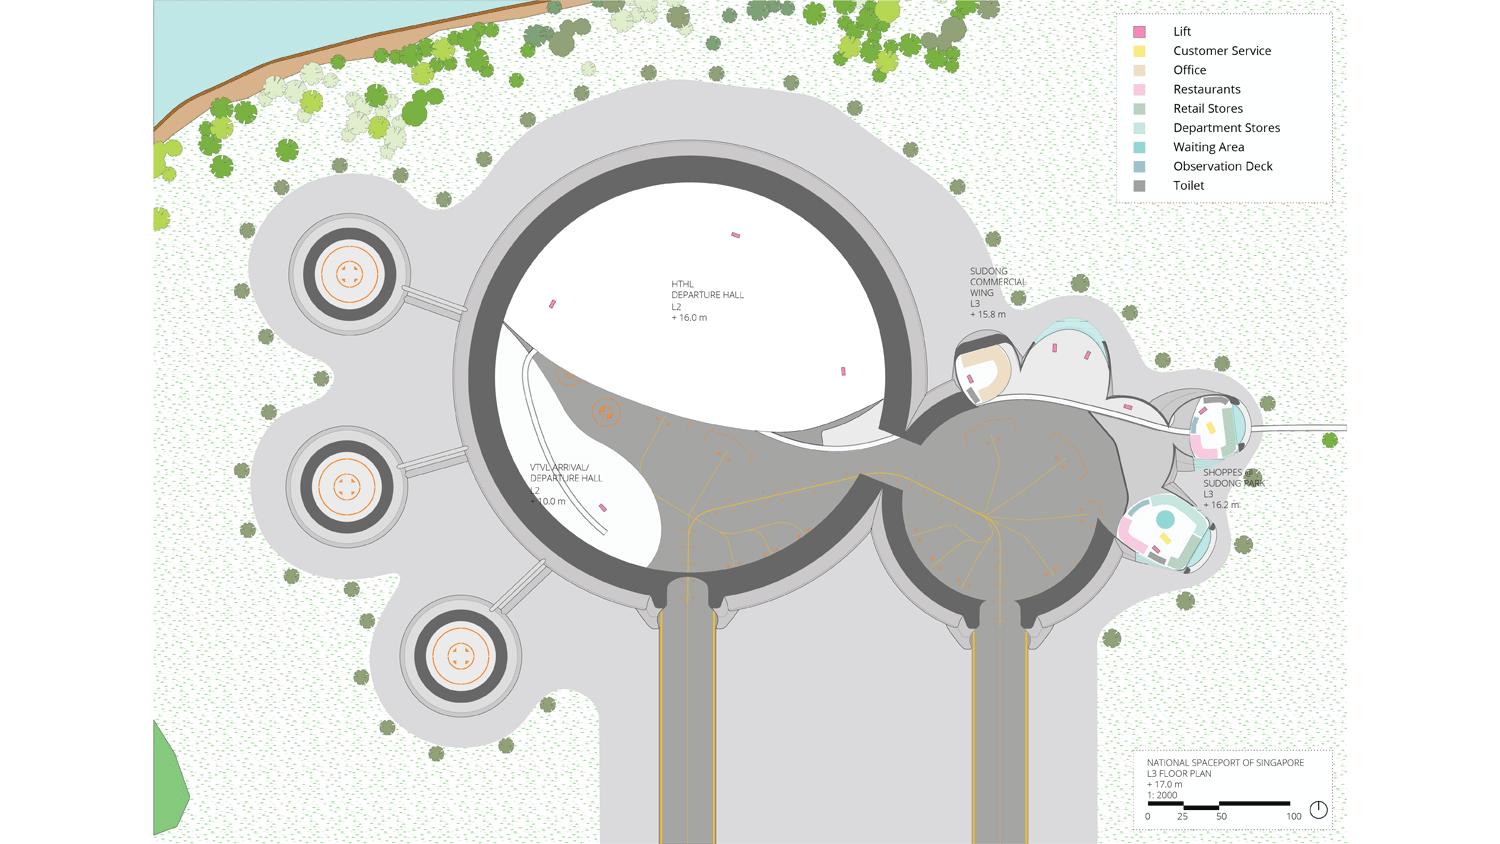 Lift
Customer Service
Office
Restaurants
Retail Stores
Department Stores
Waiting Area
Observation Deck
Toilet
SUDONG
COMMERCIAL
WING
L3
+ 15.8 m
HTHL
DEPARTURE HALL
L2
+ 16.0 m
VTVL ARRIVAL/
DEPARTURE HALL
L2
+ 10.0 m
SHOPPES @
SUDONG PARK
L3
+ 16.2 m
NATIONAL SPACEPORT OF SINGAPORE
L3 FLOOR PLAN
+ 17.0 m
1: 2000
0 25 50 100